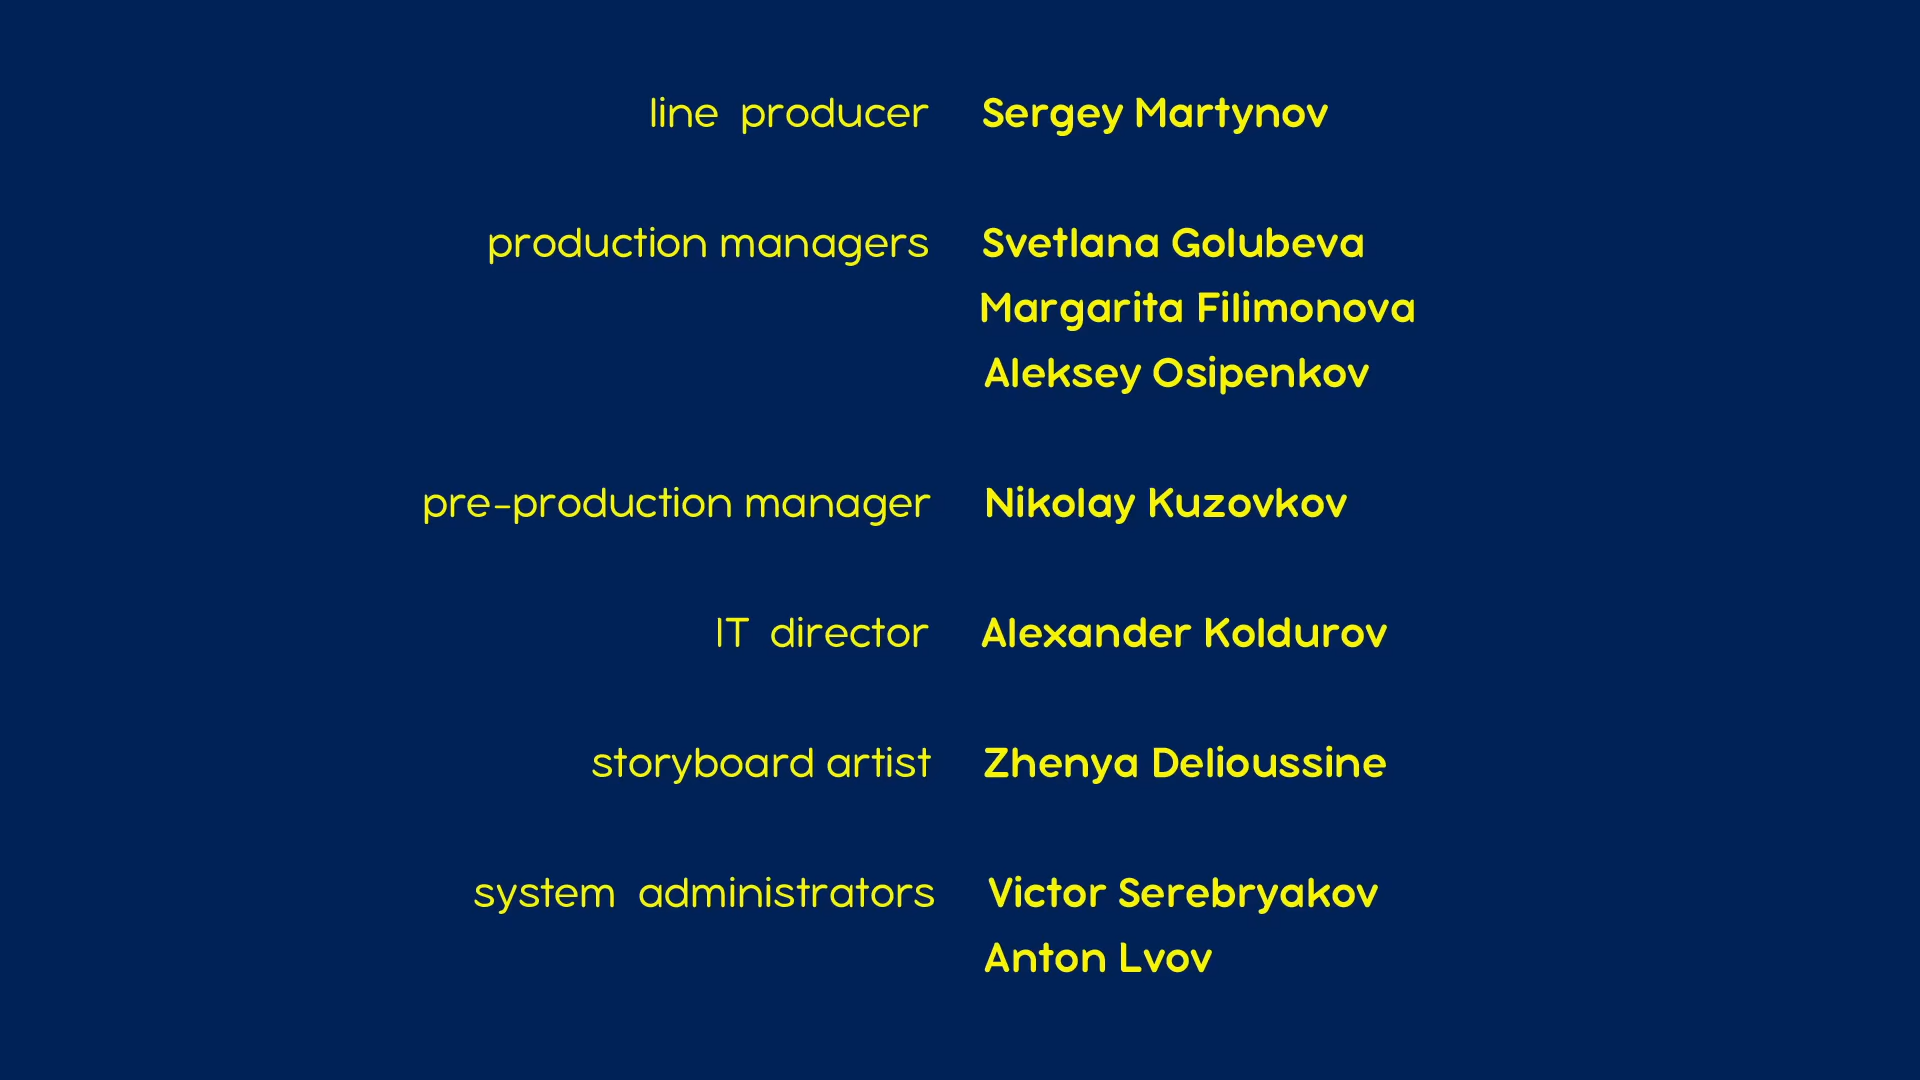 line producer Sergey Martynov
production managers Svetlana Golubeva
Margarita Filimonova
Aleksey Osipenkov
pre-production manager Nikolay Kuzovkov
IT director Alexander Koldurov
storyboard artist Zhenya Delioussine
system administrators Victor Serebryakov
Anton Lvov